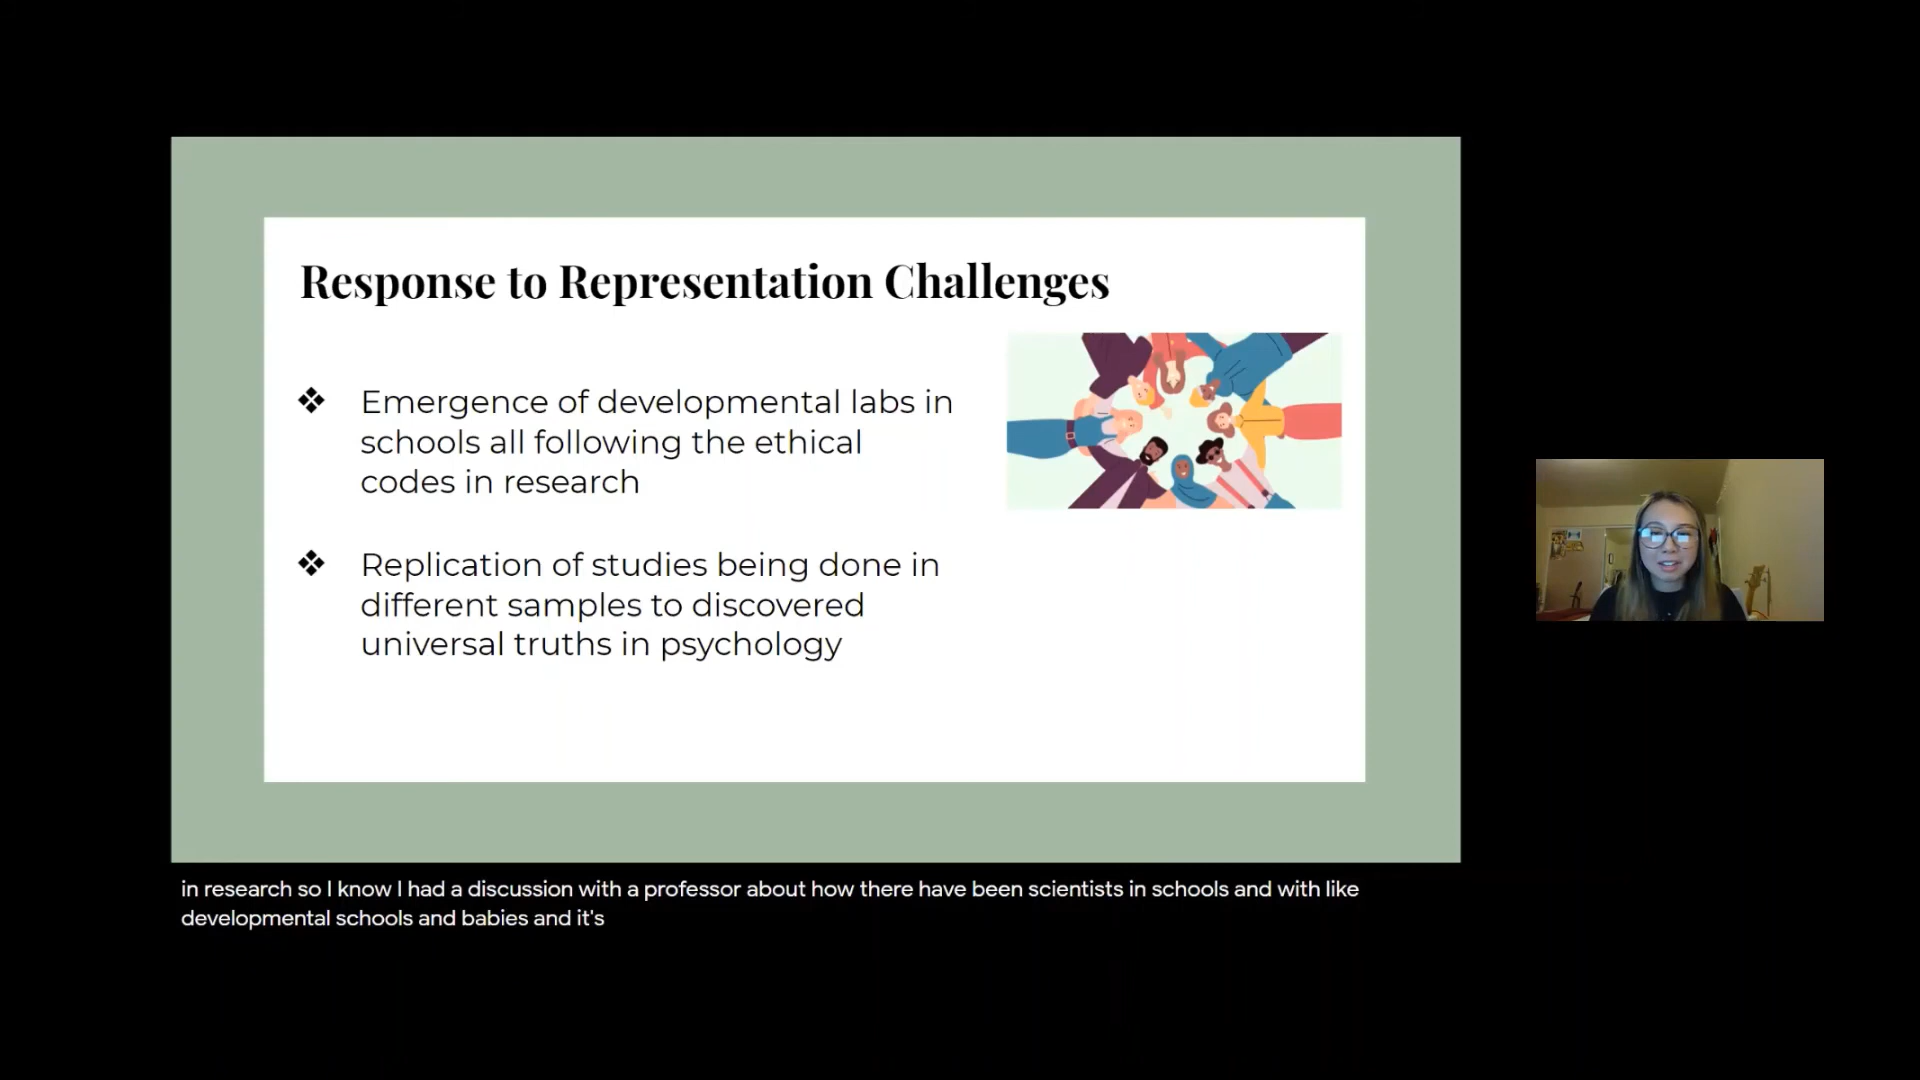 Response to Representation Challenges
❖ Emergence of developmental labs in
schools all following the ethical
codes in research
❖ Replication of studies being done in
different samples to discovered
universal truths in psychology
in research so I know I had a discussion with a professor about how there have been scientists in schools and with like
developmental schools and babies and it's